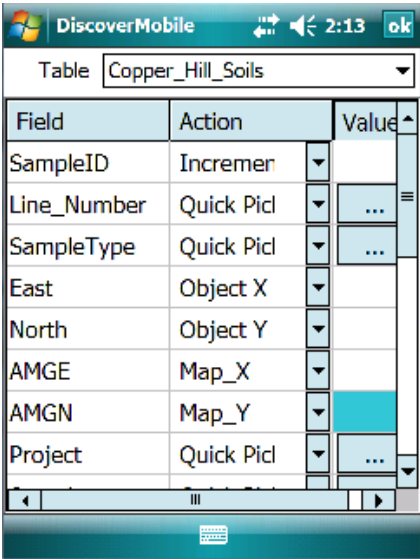 DiscoverMobile 2:13 ok
Table Copper_Hill_Soils
Field Action Value
SampleID Incremen
Line_Number Quick Picl ...
SampleType Quick Picl ...
East Object X
North Object Y
AMGE Map_X
AMGN Map_Y
Project Quick Picl ...